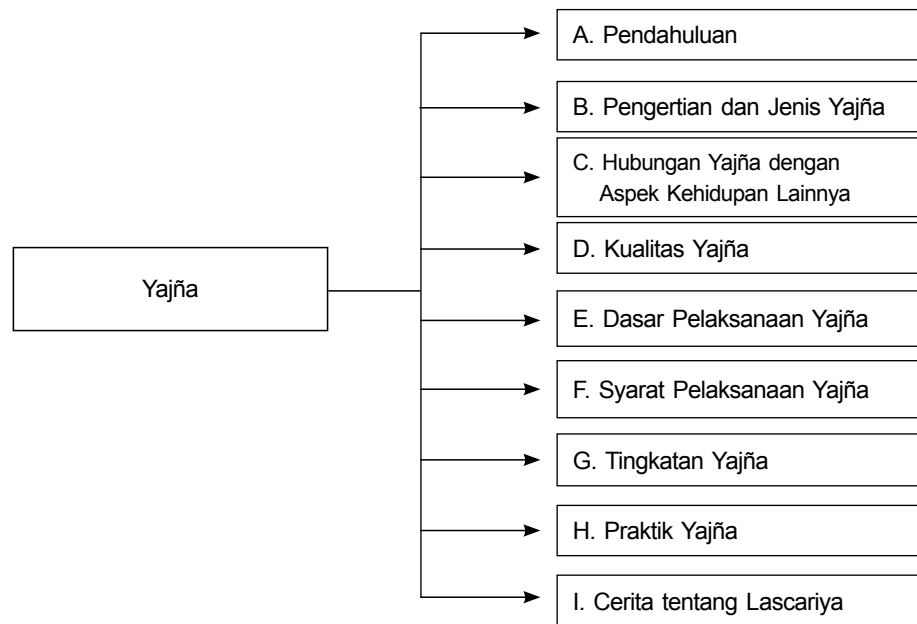 Yajña
A. Pendahuluan
B. Pengertian dan Jenis Yajña
C. Hubungan Yajña dengan
Aspek Kehidupan Lainnya
D. Kualitas Yajña
E. Dasar Pelaksanaan Yajña
F. Syarat Pelaksanaan Yajña
G. Tingkatan Yajña
H. Praktik Yajña
I. Cerita tentang Lascariya